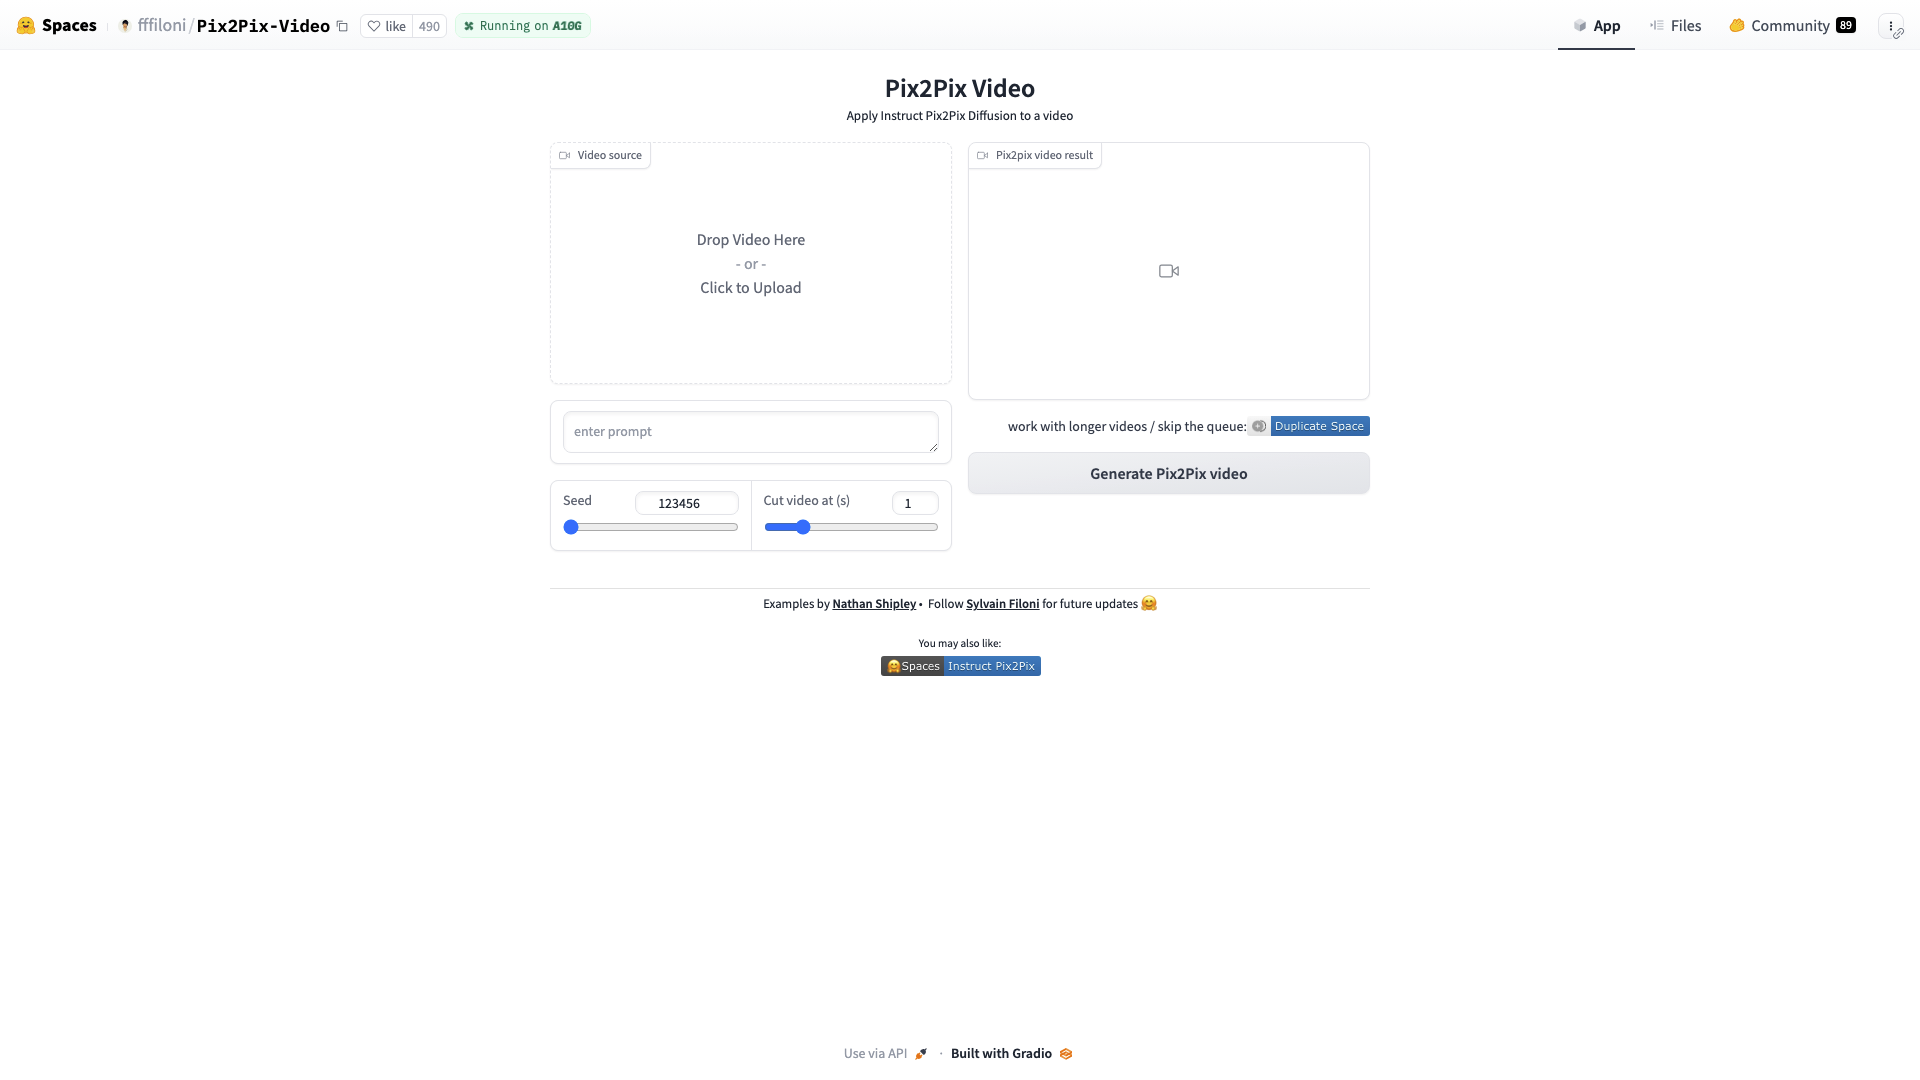 Spaces
fffiloni/Pix2Pix-Video
like 490
Running on A10G
App
Files
Community 89
Pix2Pix Video
Apply Instruct Pix2Pix Diffusion to a video
Video source
Drop Video Here
- or -
Click to Upload
Pix2pix video result
enter prompt
work with longer videos / skip the queue: Duplicate Space
Generate Pix2Pix video
Seed 123456
Cut video at (s) 1
Examples by Nathan Shipley • Follow Sylvain Filoni for future updates 🤗
You may also like:
🤗Spaces Instruct Pix2Pix
Use via API · Built with Gradio